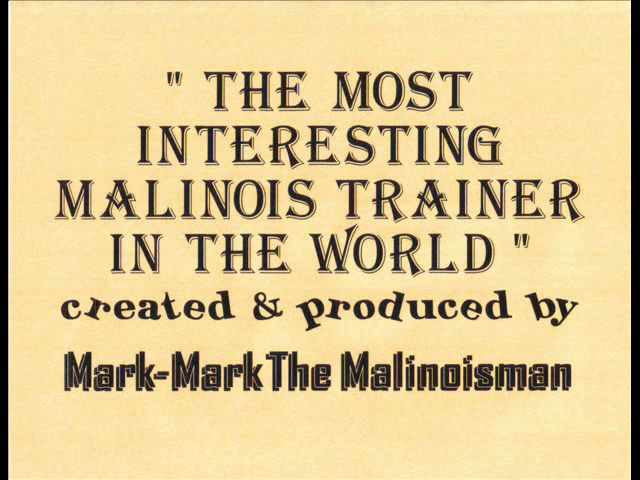 " THE MOST
INTERESTING
MALINOIS TRAINER
IN THE WORLD "
created & produced by
Mark-Mark The Malinoisman